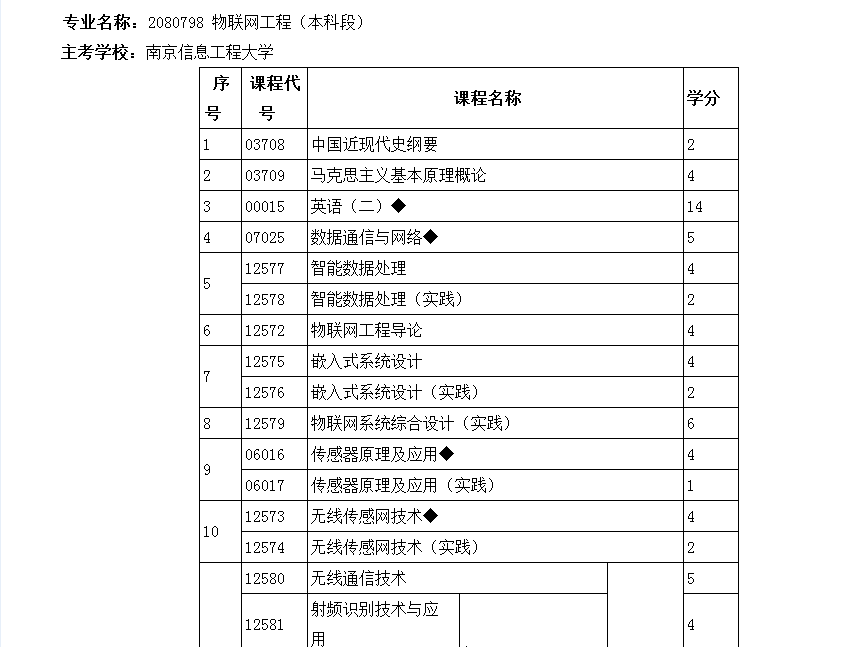 专业名称：2080798 物联网工程（本科段）
主考学校：南京信息工程大学
序号 课程代号 课程名称 学分
1 03708 中国近现代史纲要 2
2 03709 马克思主义基本原理概论 4
3 00015 英语（二）◆ 14
4 07025 数据通信与网络◆ 5
5 12577 智能数据处理 4
12578 智能数据处理（实践） 2
6 12572 物联网工程导论 4
7 12575 嵌入式系统设计 4
12576 嵌入式系统设计（实践） 2
8 12579 物联网系统综合设计（实践） 6
9 06016 传感器原理及应用◆ 4
06017 传感器原理及应用（实践） 1
10 12573 无线传感网技术◆ 4
12574 无线传感网技术（实践） 2
12580 无线通信技术 5
12581 射频识别技术与应用 4